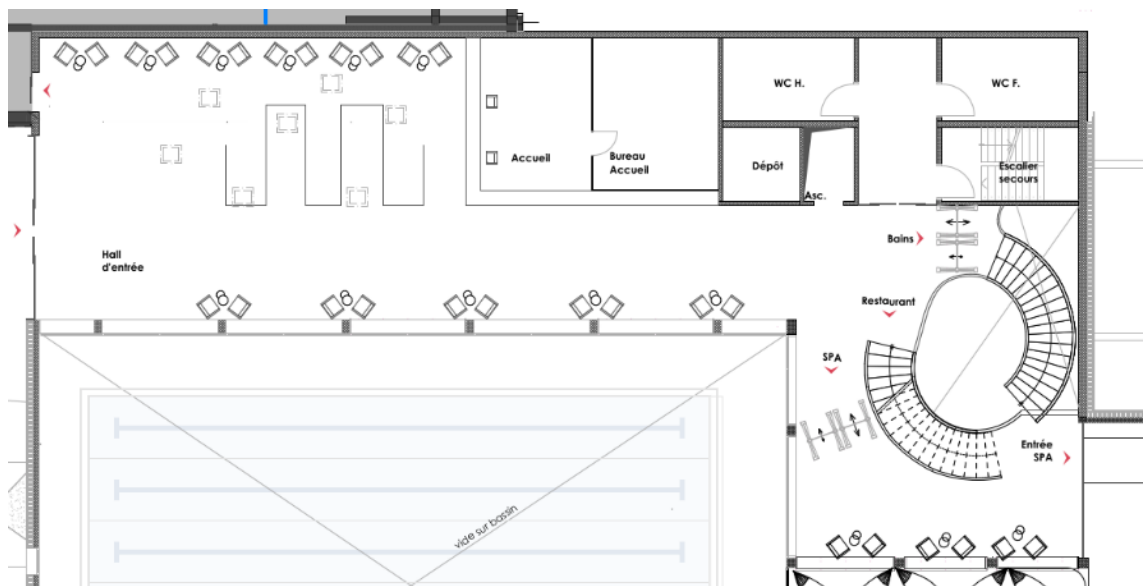 WC H.
WC F.
Accueil
Bureau
Accueil
Dépôt
Asc.
Escalier
secours
Bains
Hall
d'entrée
Restaurant
SPA
Entrée
SPA
vide sur bassin